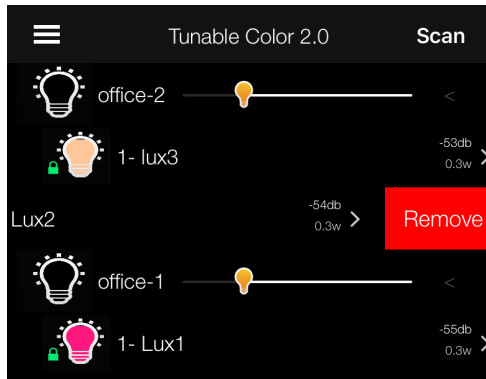 Tunable Color 2.0 Scan
office-2 <
1- lux3 -53db
0.3w >
Lux2 -54db
0.3w > Remove
office-1 <
1- Lux1 -55db
0.3w >